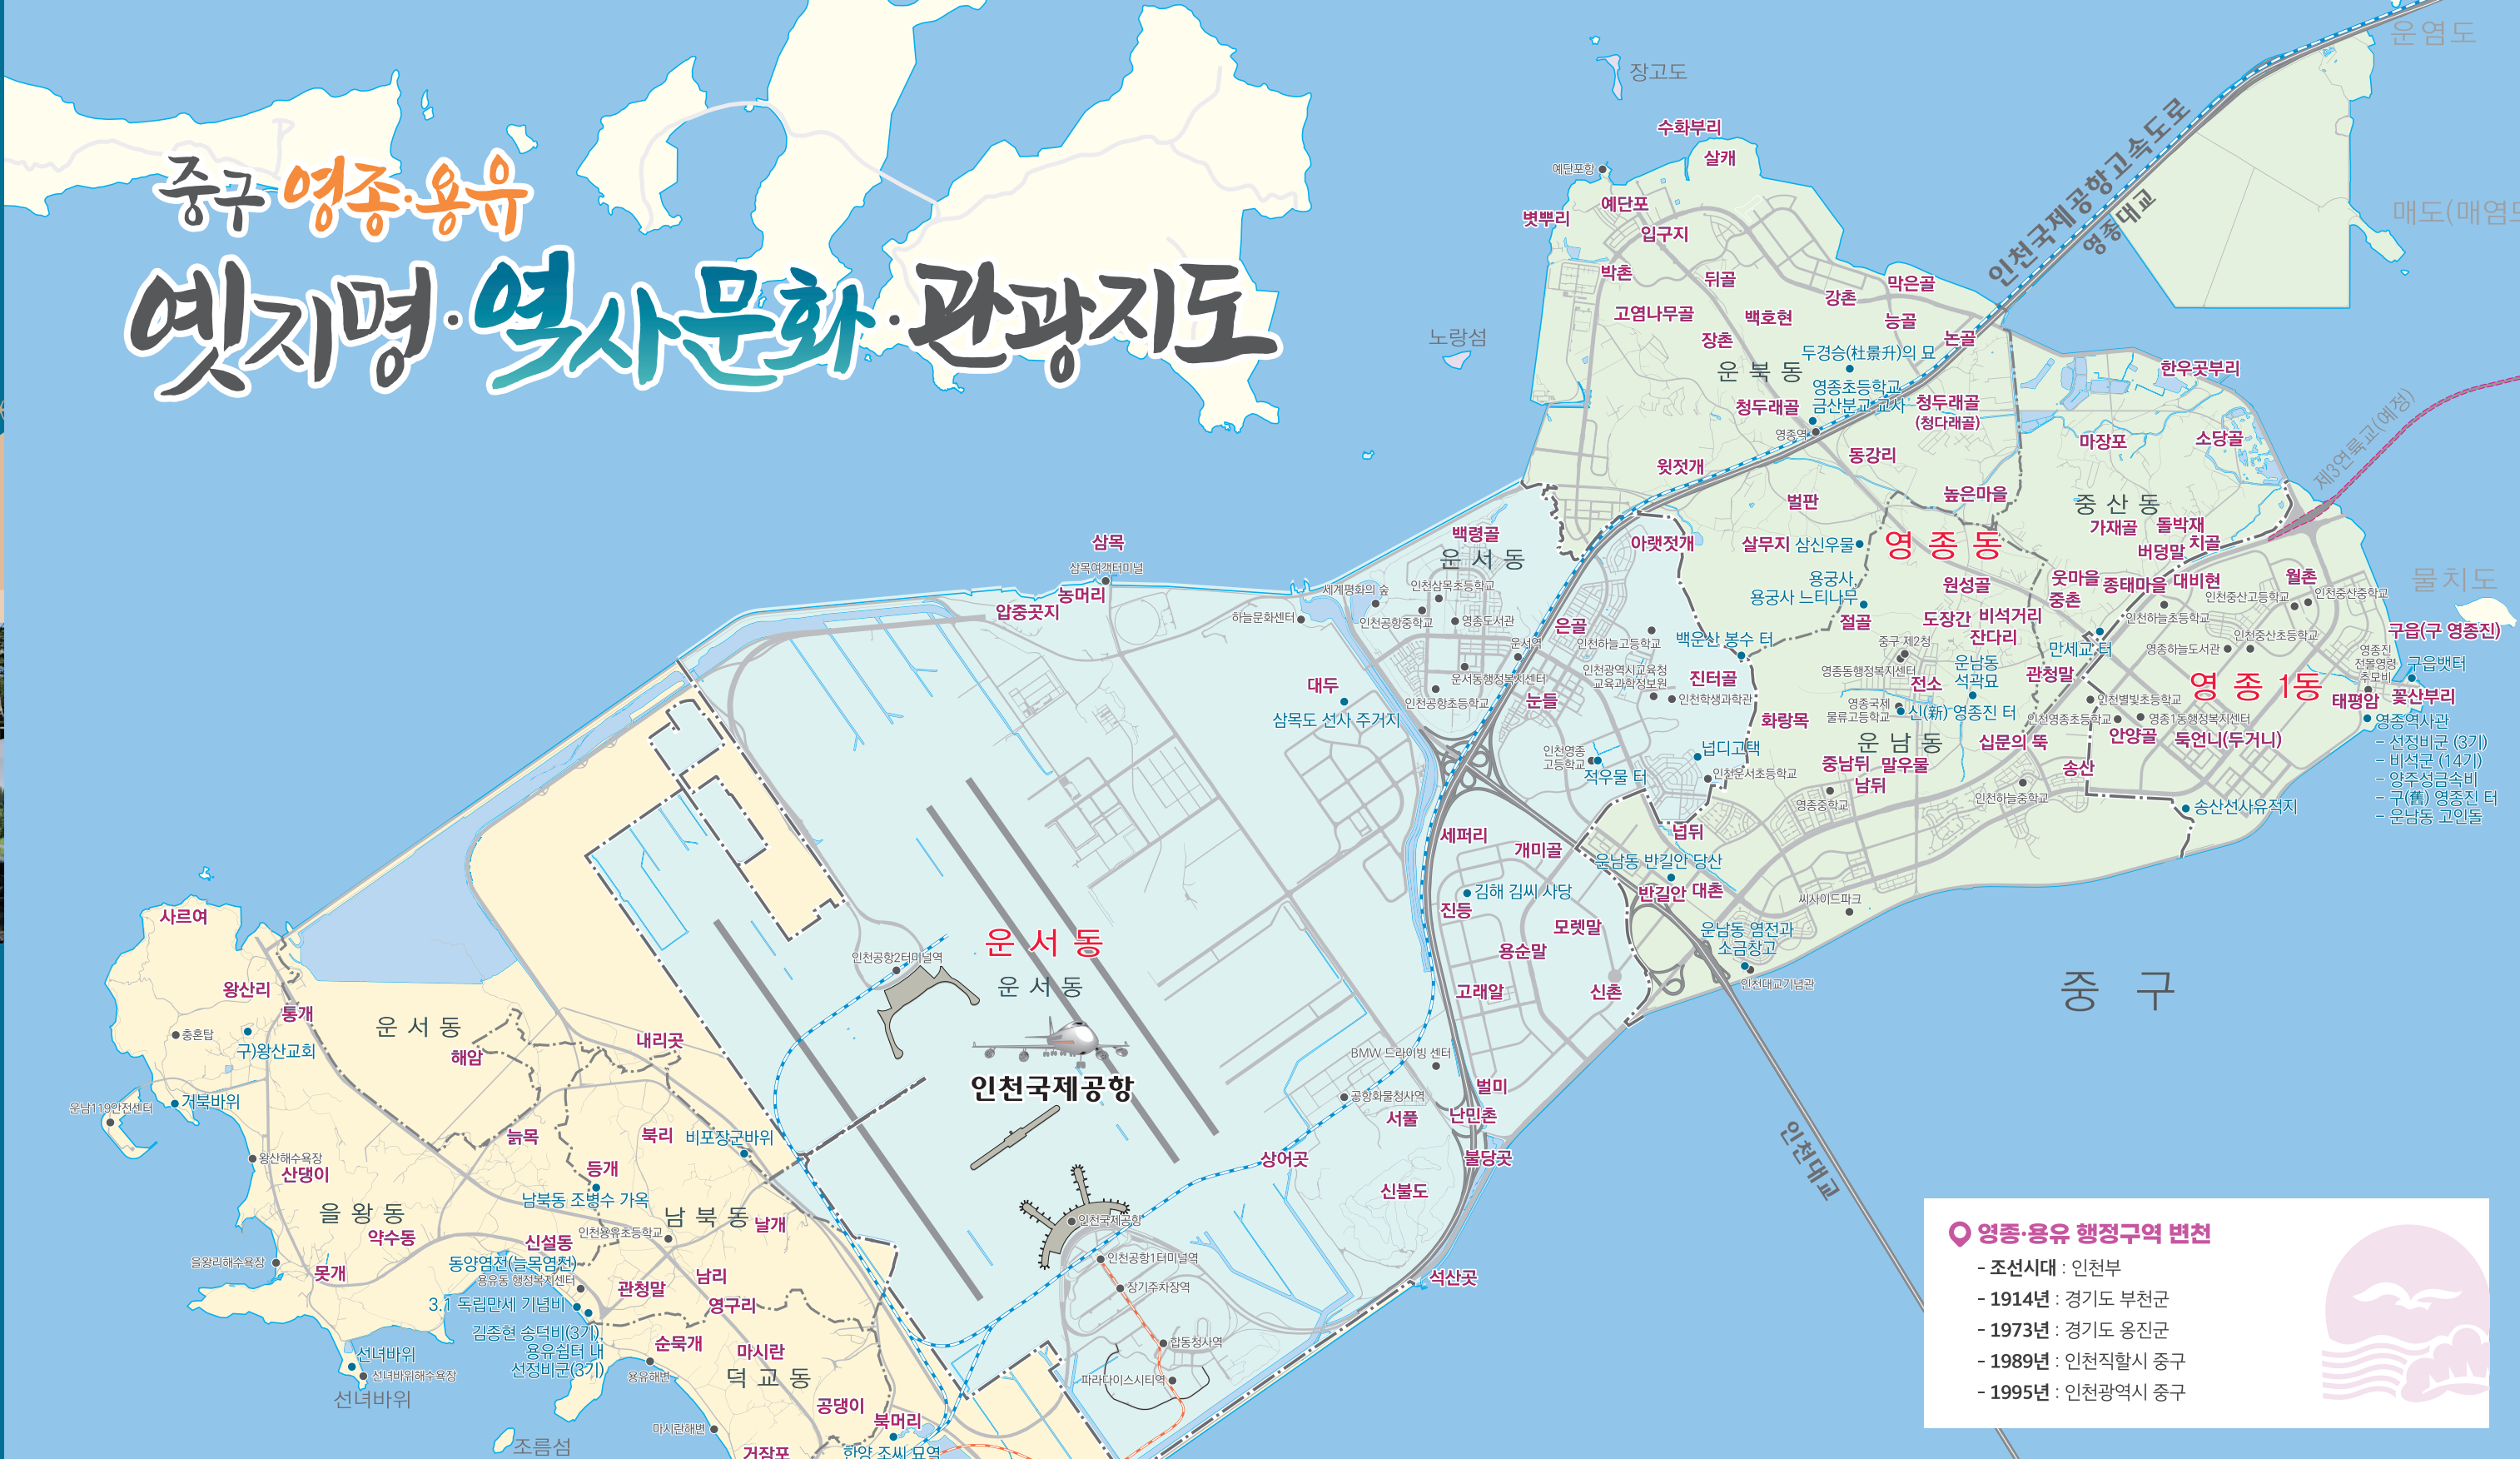 중구 영종·용유
옛지명·역사문화·관광지도
운염도
장고도
수화부리
살캐
예단포항
인천국제공항고속도로
영종대교
매도(매염도
예단포
볏뿌리
입구지
박촌
뒤골
막은골
강촌
고염나무골
백호현
능골
노랑섬
장촌
논골
두경승(杜景升)의 묘
운북동
한우곳부리
영종초등학교
금산분교 교사
청두래골
청두래골
(청다래골)
영종역
마장포
소당골
제3연륙교(예정)
동강리
윗젓개
높은마을
벌판
중산동
가재골
돌박재
치골
버덩말
백령골
운서동
아랫젓개
살무지
삼신우물
영종동
삼목
삼목여객터미널
농머리
압중곳지
세계평화의 숲
인천삼목초등학교
하늘문화센터
인천공항중학교
영종도서관
은골
용궁사
용궁사 느티나무
원성골
웃마을
종태마을
대비현
월촌
중촌
인천중산고등학교
인천중산중학교
물치도
절골
도장간
비석거리
잔다리
인천하늘초등학교
인천중산초등학교
구읍(구 영종진)
운서역
인천하늘고등학교
백운산 봉수 터
중구 제2청
만세교 터
영종하늘도서관
영종진
전몰영령
추모비
구읍뱃터
인천광역시교육청
교육과학정보원
영종동행정복지센터
운남동
석곽묘
관청말
영종1동
운서동행정복지센터
진터골
전소
대두
인천공항초등학교
눈들
인천학생과학관
인천별빛초등학교
태평암
꽃산부리
삼목도 선사 주거지
화랑목
영종국제
물류고등학교
신(新) 영종진 터
인천영종초등학교
영종1동행정복지센터
영종역사관
- 선정비군 (3기)
- 비석군 (14기)
- 양주성금속비
- 구(舊) 영종진 터
- 운남동 고인돌
운남동
십문의 뚝
안양골
둑언니(두거니)
넙디고택
인천영종
고등학교
적우물 터
인천운서초등학교
중남뒤
말우물
남뒤
송산
영종중학교
인천하늘중학교
송산선사유적지
세퍼리
넙뒤
개미골
운남동 반길안 당산
김해 김씨 사당
반길안
대촌
씨사이드파크
진등
모렛말
운남동 염전과
소금창고
용순말
인천대교기념관
고래알
신촌
중구
사르여
운서동
인천공항2터미널역
운서동
왕산리
통개
운서동
충혼탑
구)왕산교회
해암
내리곳
인천국제공항
BMW 드라이빙 센터
공항화물청사역
벌미
서풀
난민촌
인천대교
거북바위
운남119안전센터
늙목
북리
비포장군바위
상어곳
불당곳
왕산해수욕장
산댕이
등개
남북동 조병수 가옥
신불도
을왕동
남북동
날개
인천국제공항
약수동
신설동
인천용유초등학교
을왕리해수욕장
동양염전(늘목염전)
인천공항1터미널역
못개
용유동 행정복지센터
관청말
남리
장기주차장역
석산곳
3.1 독립만세 기념비
영구리
김종현 송덕비(3기),
용유쉼터 내
선정비군(3기)
순묵개
마시란
합동청사역
선녀바위
선녀바위해수욕장
용유해변
덕교동
파라다이스시티역
선녀바위
공댕이
북머리
마시란해변
조름섬
거잠포
한양 조씨 묘역
영종·용유 행정구역 변천
- 조선시대 : 인천부
- 1914년 : 경기도 부천군
- 1973년 : 경기도 옹진군
- 1989년 : 인천직할시 중구
- 1995년 : 인천광역시 중구